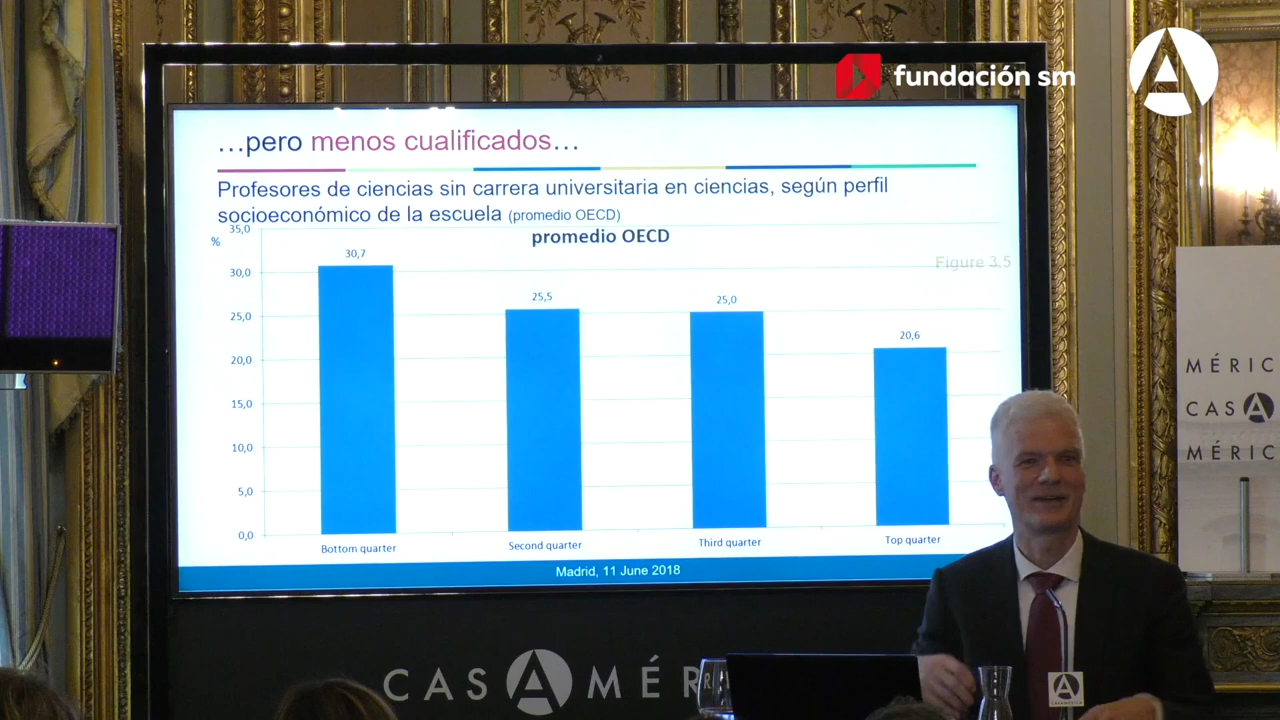 fundación sm
…pero menos cualificados…
Profesores de ciencias sin carrera universitaria en ciencias, según perfil
socioeconómico de la escuela (promedio OECD)
promedio OECD
%
Figure 3.5
35,0
30,0
25,0
20,0
15,0
10,0
5,0
0,0
30,7
25,5
25,0
20,6
Bottom quarter
Second quarter
Third quarter
Top quarter
Madrid, 11 June 2018
CASAMÉR
MÉRIC
CASA
MÉRIC